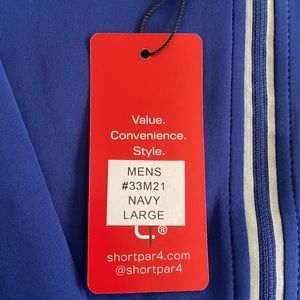 Value.
Convenience.
Style.
MENS
#33M21
NAVY
LARGE
®
shortpar4.com
@shortpar4